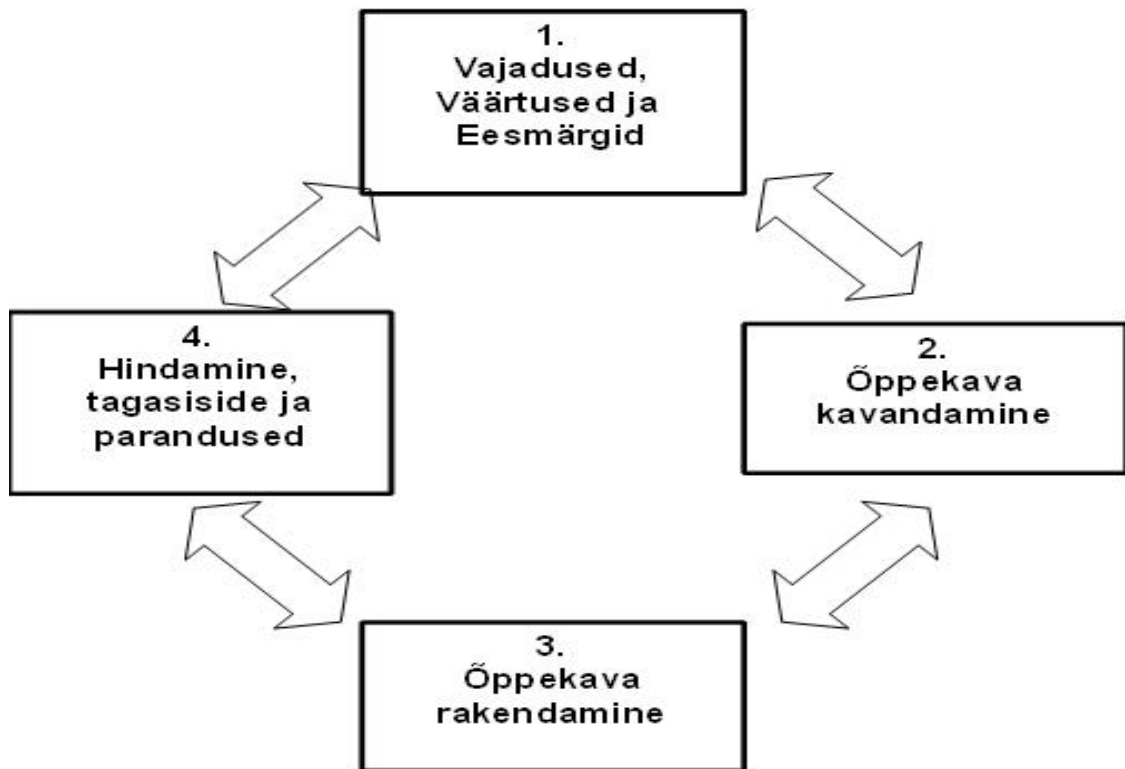 1.
Vajadused,
Väärtused ja
Eesmärgid
4.
Hindamine,
tagasiside ja
parandused
2.
Õppekava
kavandamine
3.
Õppekava
rakendamine